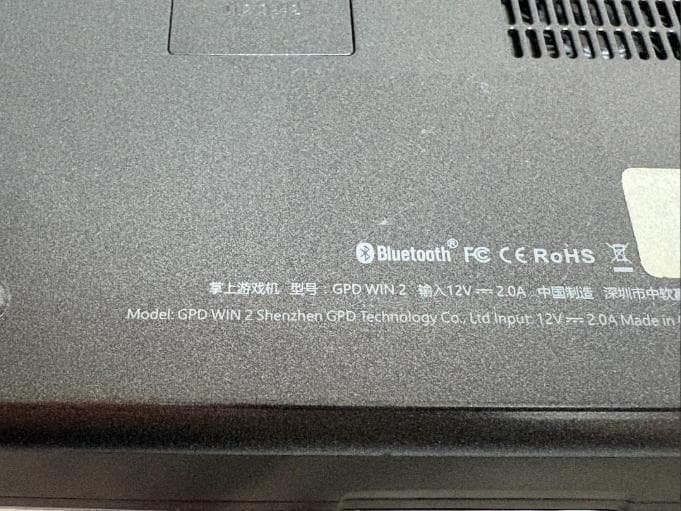 Bluetooth® FC CE RoHS
掌上游戏机 型号：GPD WIN 2 输入12V⎓2.0A 中国制造 深圳市中软
Model: GPD WIN 2 Shenzhen GPD Technology Co., Ltd Input: 12V⎓2.0A Made in